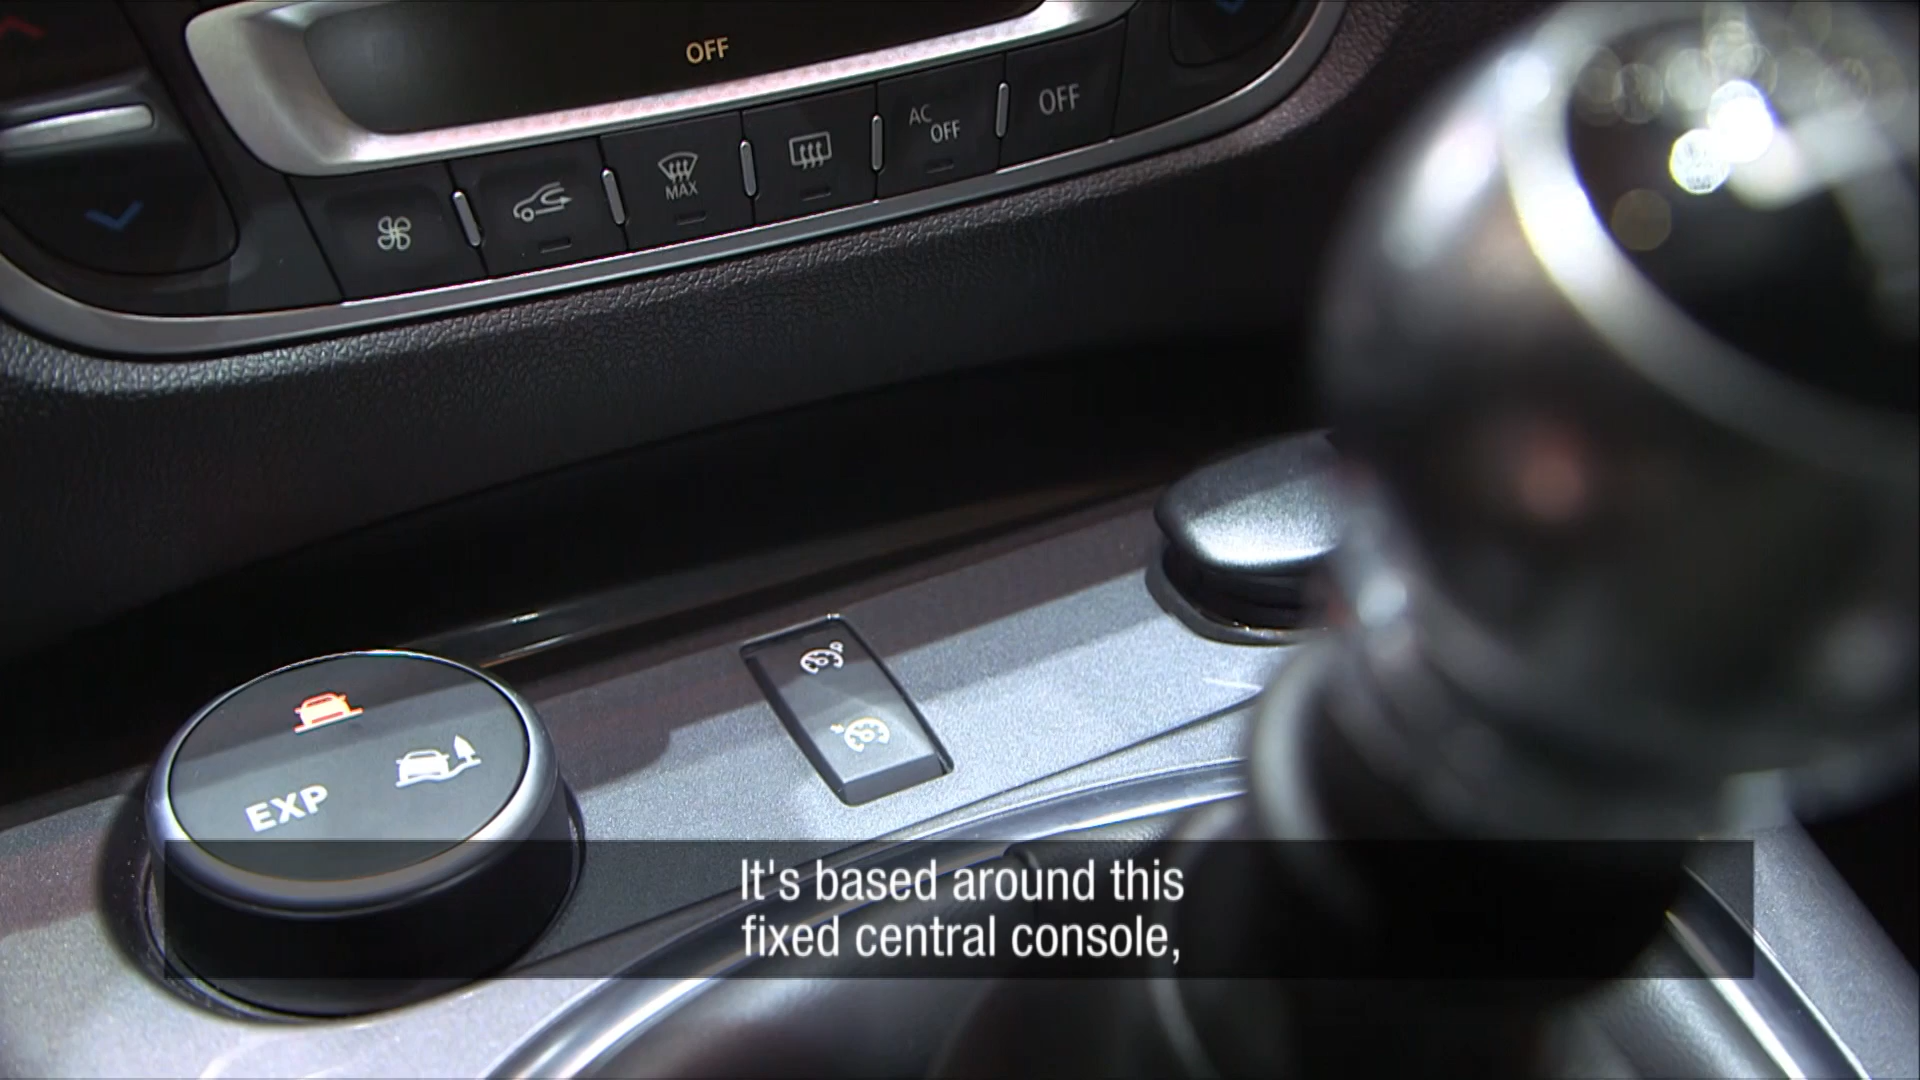 OFF
MAX
AC
OFF
OFF
EXP
It's based around this
fixed central console,